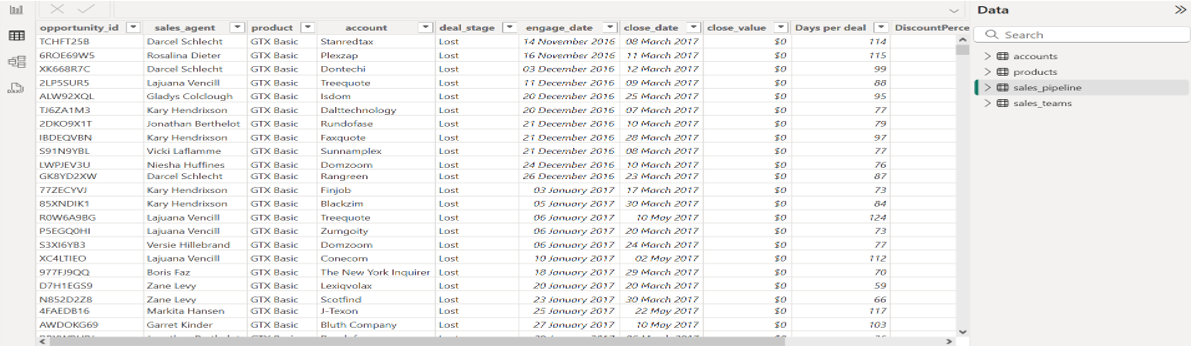 Data
Search
accounts
products
sales_pipeline
sales_teams
opportunity_id sales_agent product account deal_stage engage_date close_date close_value Days per deal DiscountPerce
TCHFT25B Darcel Schlecht GTX Basic Stanredtax Lost 14 November 2016 08 March 2017 $0 114
6ROE69W5 Rosalina Dieter GTX Basic Plexzap Lost 16 November 2016 11 March 2017 $0 115
XK668R7C Darcel Schlecht GTX Basic Dontechi Lost 03 December 2016 12 March 2017 $0 99
2LP5SUR5 Lajuana Vencill GTX Basic Treequote Lost 11 December 2016 09 March 2017 $0 88
ALW92XQL Gladys Colclough GTX Basic Isdom Lost 20 December 2016 25 March 2017 $0 95
TJ6ZA1M3 Kary Hendrixson GTX Basic Dalttechnology Lost 20 December 2016 07 March 2017 $0 77
2DKO9X1T Jonathan Berthelot GTX Basic Rundofase Lost 21 December 2016 10 March 2017 $0 79
IBDEQVBN Kary Hendrixson GTX Basic Faxquote Lost 21 December 2016 28 March 2017 $0 97
S91N9YBL Vicki Laflamme GTX Basic Sunnamplex Lost 21 December 2016 08 March 2017 $0 77
LWPJEV3U Niesha Huffines GTX Basic Domzoom Lost 24 December 2016 10 March 2017 $0 76
GK8YD2XW Darcel Schlecht GTX Basic Rangreen Lost 26 December 2016 23 March 2017 $0 87
77ZECYVJ Kary Hendrixson GTX Basic Finjob Lost 03 January 2017 17 March 2017 $0 73
85XNDIK1 Kary Hendrixson GTX Basic Blackzim Lost 05 January 2017 30 March 2017 $0 84
R0W6A9BG Lajuana Vencill GTX Basic Treequote Lost 06 January 2017 10 May 2017 $0 124
P5EGQ0HI Lajuana Vencill GTX Basic Zumgoity Lost 06 January 2017 20 March 2017 $0 73
S3XI6YB3 Versie Hillebrand GTX Basic Domzoom Lost 06 January 2017 24 March 2017 $0 77
XC4LTIEO Lajuana Vencill GTX Basic Conecom Lost 10 January 2017 02 May 2017 $0 112
977FJ9QQ Boris Faz GTX Basic The New York Inquirer Lost 18 January 2017 29 March 2017 $0 70
D7H1EGS9 Zane Levy GTX Basic Lexiqvolax Lost 20 January 2017 20 March 2017 $0 59
N852D2Z8 Zane Levy GTX Basic Scotfind Lost 23 January 2017 30 March 2017 $0 66
4FAEDB16 Markita Hansen GTX Basic J-Texon Lost 25 January 2017 22 May 2017 $0 117
AWDOKG69 Garret Kinder GTX Basic Bluth Company Lost 27 January 2017 10 May 2017 $0 103